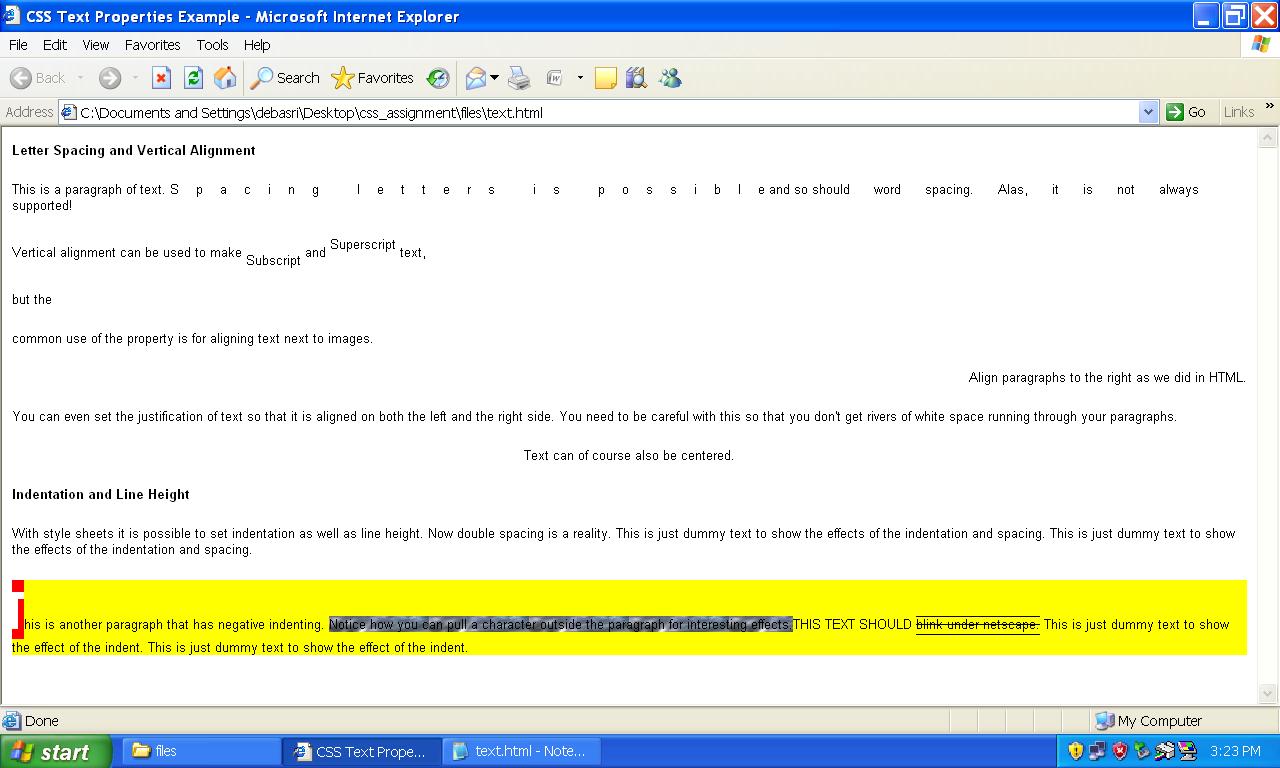 CSS Text Properties Example - Microsoft Internet Explorer
File Edit View Favorites Tools Help
Back Search Favorites
Address C:\Documents and Settings\debasri\Desktop\css_assignment\files\text.html Go Links »
Letter Spacing and Vertical Alignment
This is a paragraph of text. S p a c i n g l e t t e r s i s p o s s i b l e and so should word spacing. Alas, it is not always
supported!
Vertical alignment can be used to make Subscript and Superscript text,
but the
common use of the property is for aligning text next to images.
Align paragraphs to the right as we did in HTML.
You can even set the justification of text so that it is aligned on both the left and the right side. You need to be careful with this so that you don't get rivers of white space running through your paragraphs.
Text can of course also be centered.
Indentation and Line Height
With style sheets it is possible to set indentation as well as line height. Now double spacing is a reality. This is just dummy text to show the effects of the indentation and spacing. This is just dummy text to show
the effects of the indentation and spacing.
his is another paragraph that has negative indenting. Notice how you can pull a character outside the paragraph for interesting effects. THIS TEXT SHOULD blink under netscape. This is just dummy text to show
the effect of the indent. This is just dummy text to show the effect of the indent.
Done My Computer
start files CSS Text Prope... text.html - Note... 3:23 PM